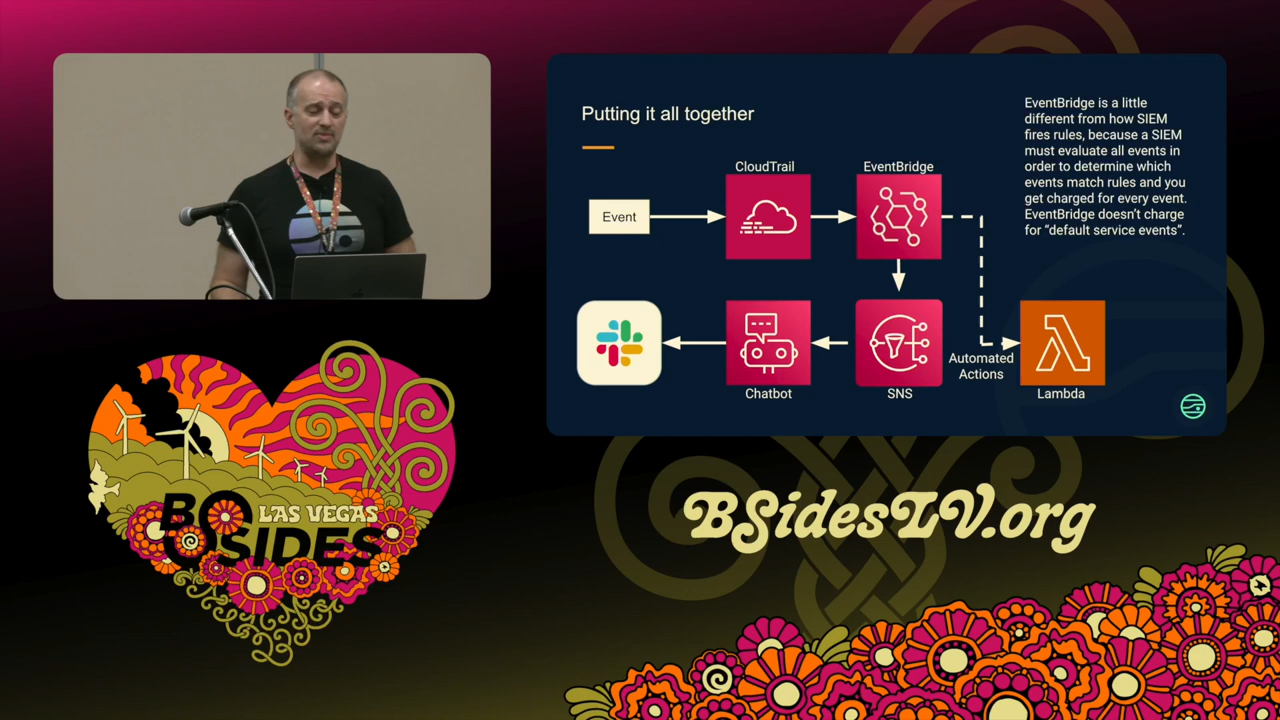 Putting it all together
EventBridge is a little
different from how SIEM
fires rules, because a SIEM
must evaluate all events in
order to determine which
events match rules and you
get charged for every event.
EventBridge doesn't charge
for “default service events”.
CloudTrail
EventBridge
Event
Automated
Actions
Chatbot
SNS
Lambda
LAS VEGAS
BSIDES
BSidesLV.org